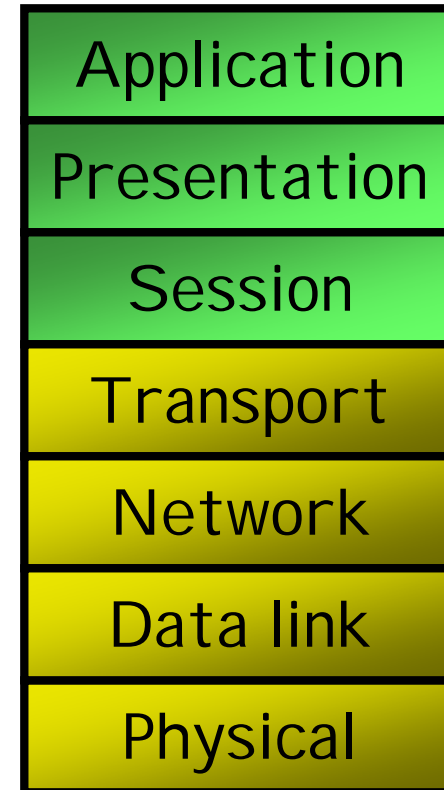 Application
Presentation
Session
Transport
Network
Data link
Physical